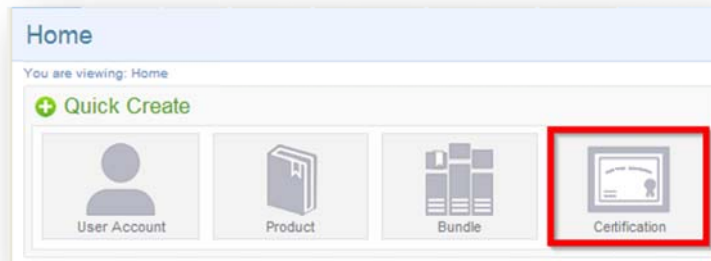 Home
You are viewing: Home
Quick Create
User Account
Product
Bundle
Certification